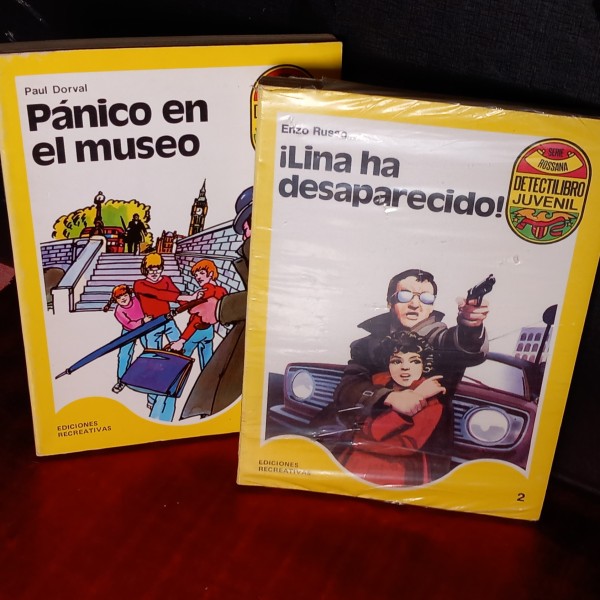 Paul Dorval
Pánico en
el museo
EDICIONES
RECREATIVAS
Enzo Russo
¡Lina ha
desaparecido!
SERIE
ROSSANA
DETECTILIBRO
JUVENIL
EDICIONES
RECREATIVAS
2